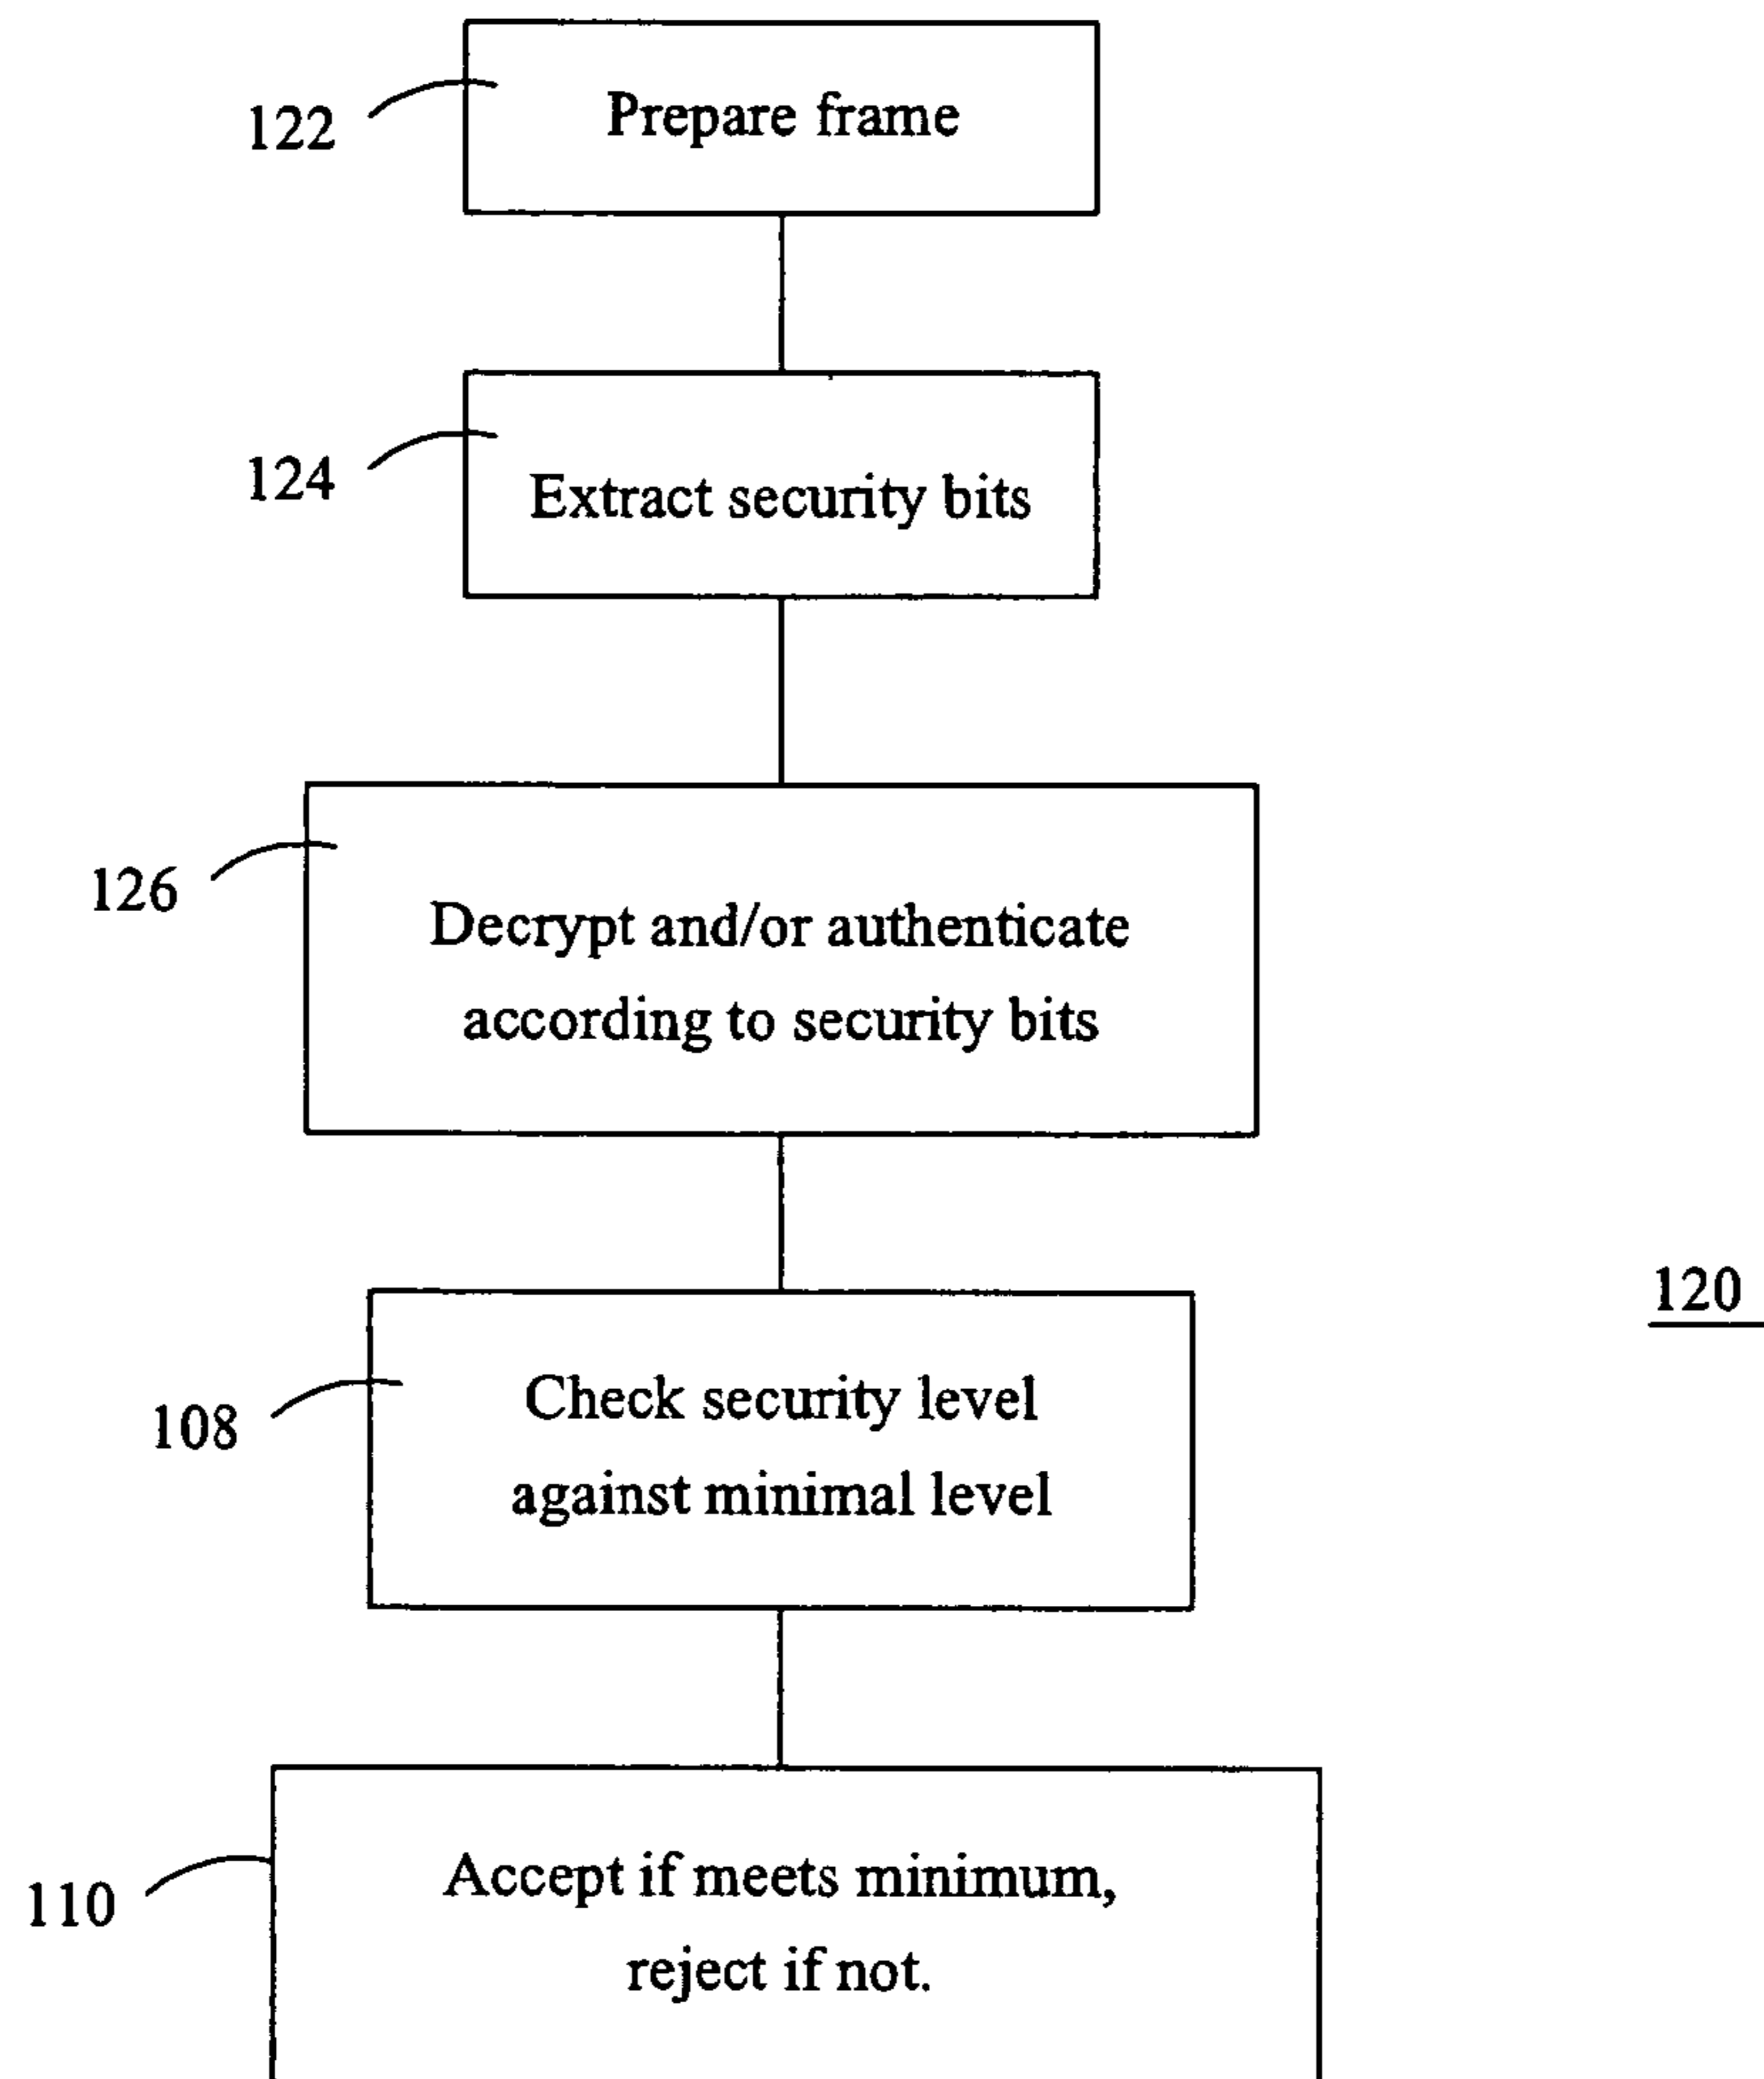 122
Prepare frame
124
Extract security bits
126
Decrypt and/or authenticate
according to security bits
120
108
Check security level
against minimal level
110
Accept if meets minimum,
reject if not.